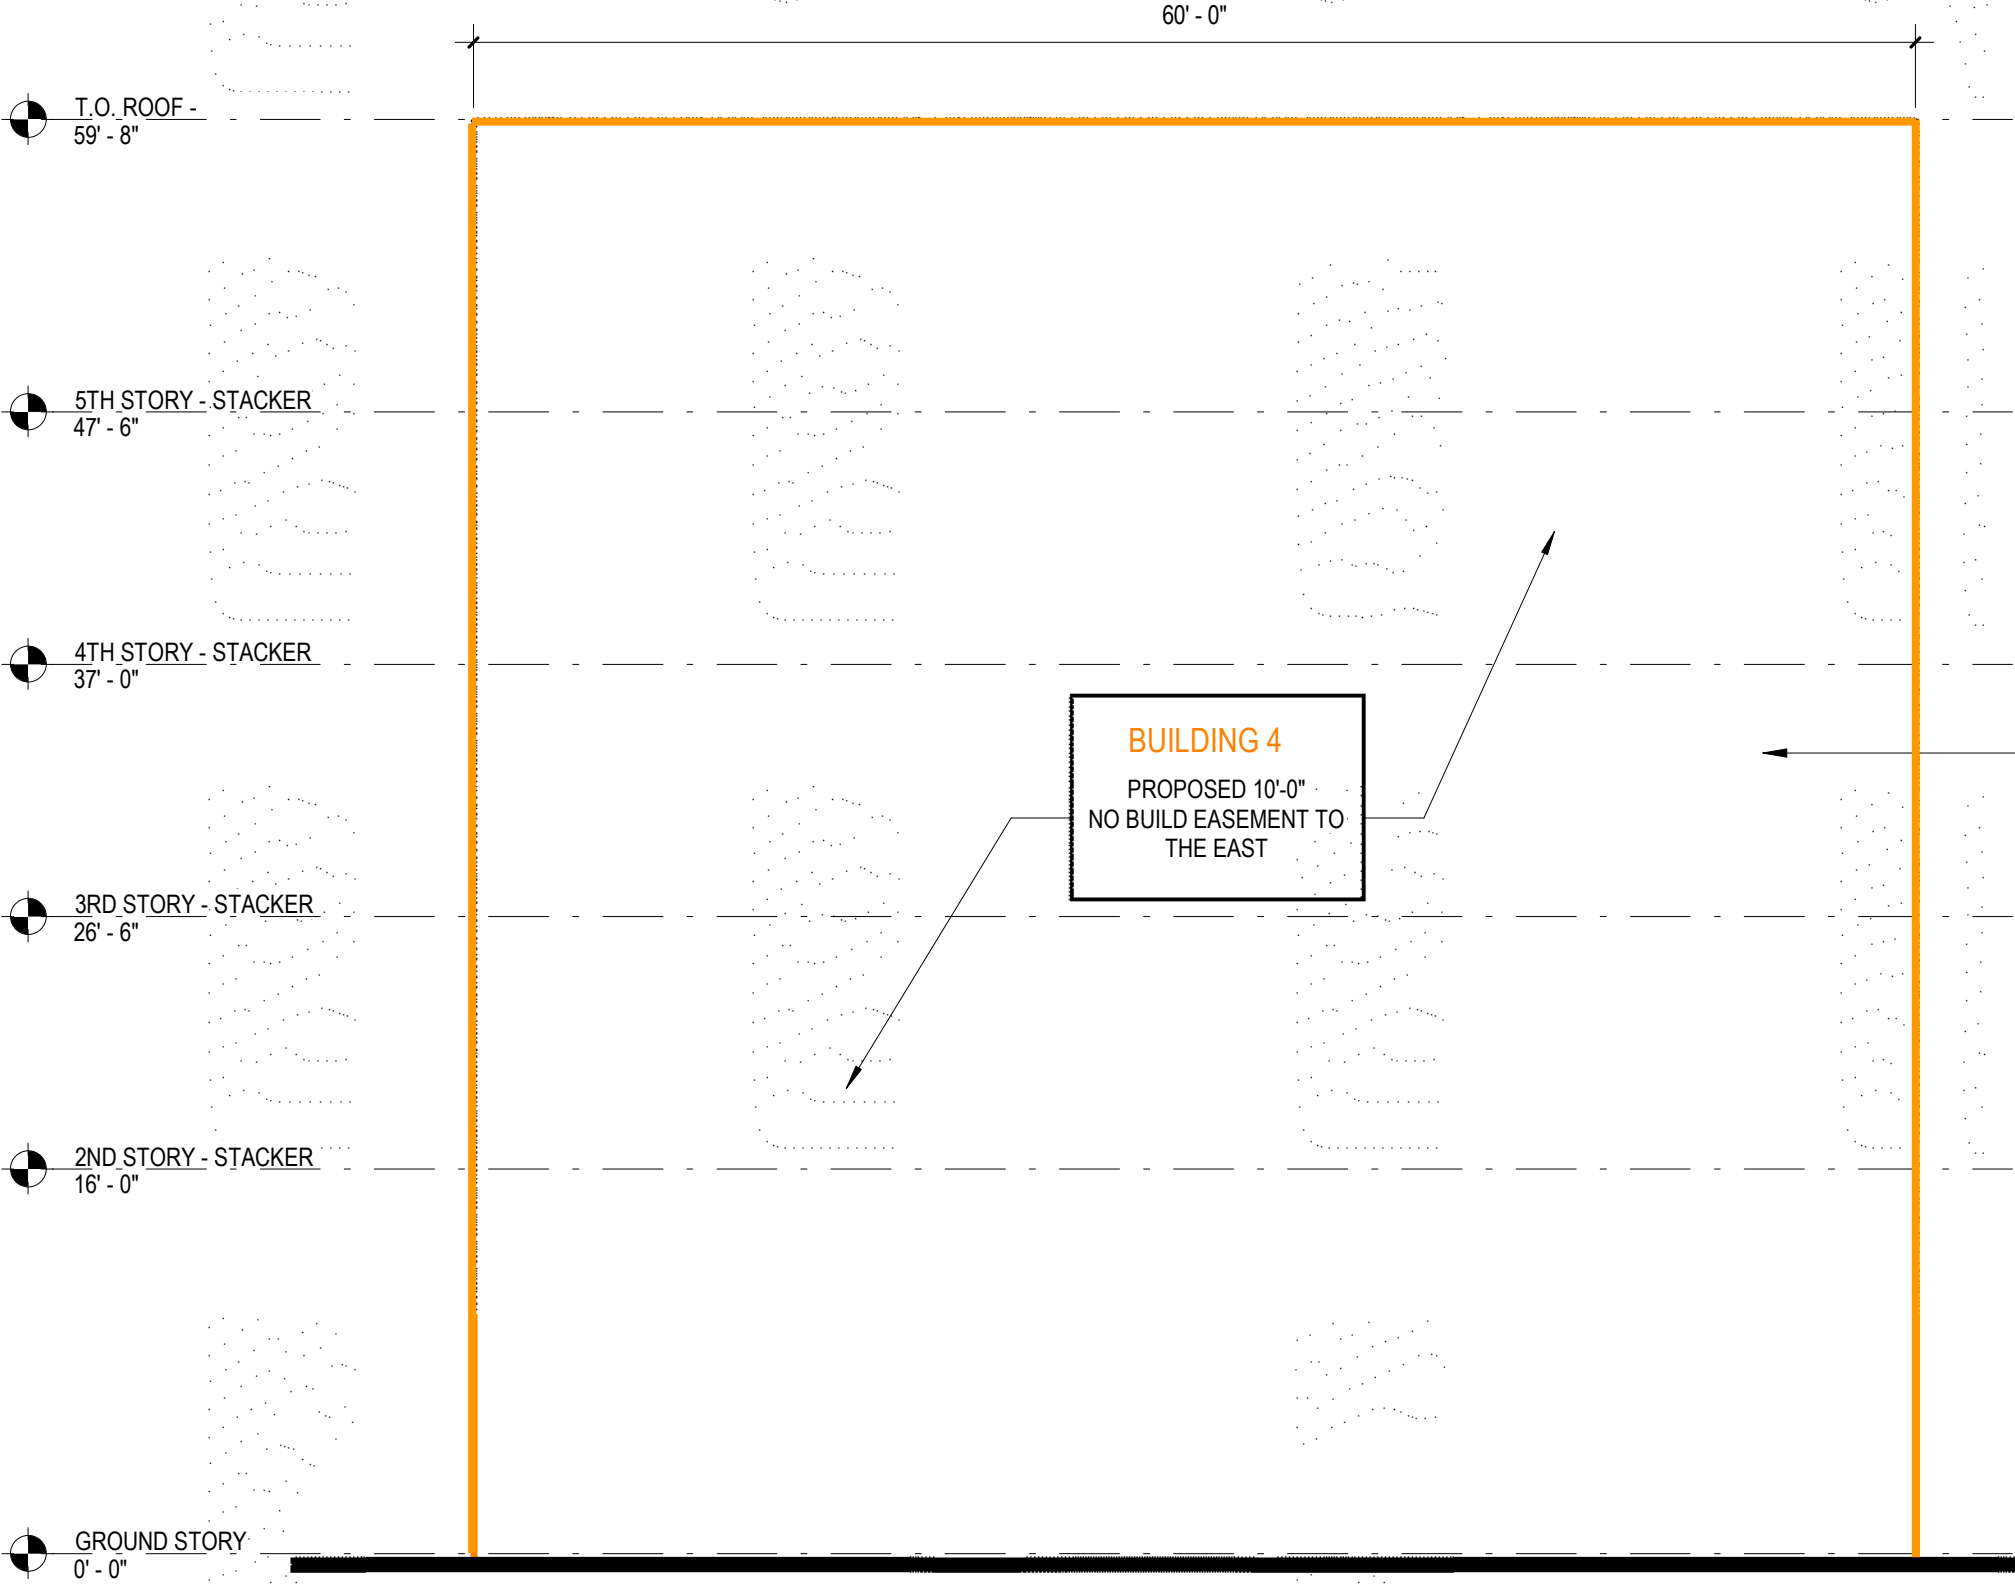 60' - 0"
T.O. ROOF -
59' - 8"
5TH STORY - STACKER
47' - 6"
4TH STORY - STACKER
37' - 0"
BUILDING 4
PROPOSED 10'-0"
NO BUILD EASEMENT TO
THE EAST
3RD STORY - STACKER
26' - 6"
2ND STORY - STACKER
16' - 0"
GROUND STORY
0' - 0"